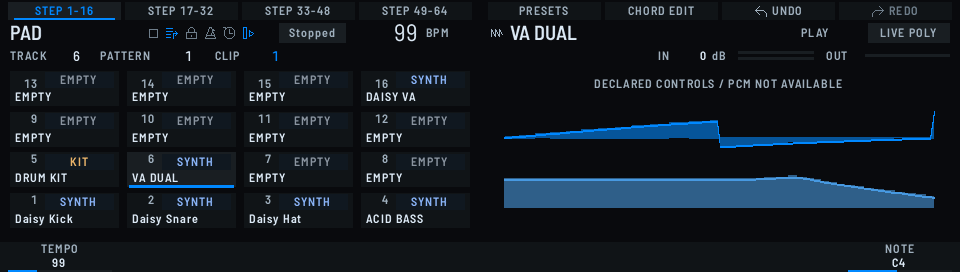 STEP 1-16 STEP 17-32 STEP 33-48 STEP 49-64 PRESETS CHORD EDIT UNDO REDO
PAD Stopped 99 BPM VA DUAL PLAY LIVE POLY
TRACK 6 PATTERN 1 CLIP 1 IN 0 dB OUT
DECLARED CONTROLS / PCM NOT AVAILABLE
13 EMPTY 14 EMPTY 15 EMPTY 16 SYNTH
EMPTY EMPTY EMPTY DAISY VA
9 EMPTY 10 EMPTY 11 EMPTY 12 EMPTY
EMPTY EMPTY EMPTY EMPTY
5 KIT 6 SYNTH 7 EMPTY 8 EMPTY
DRUM KIT VA DUAL EMPTY EMPTY
1 SYNTH 2 SYNTH 3 SYNTH 4 SYNTH
Daisy Kick Daisy Snare Daisy Hat ACID BASS
TEMPO NOTE
99 C4